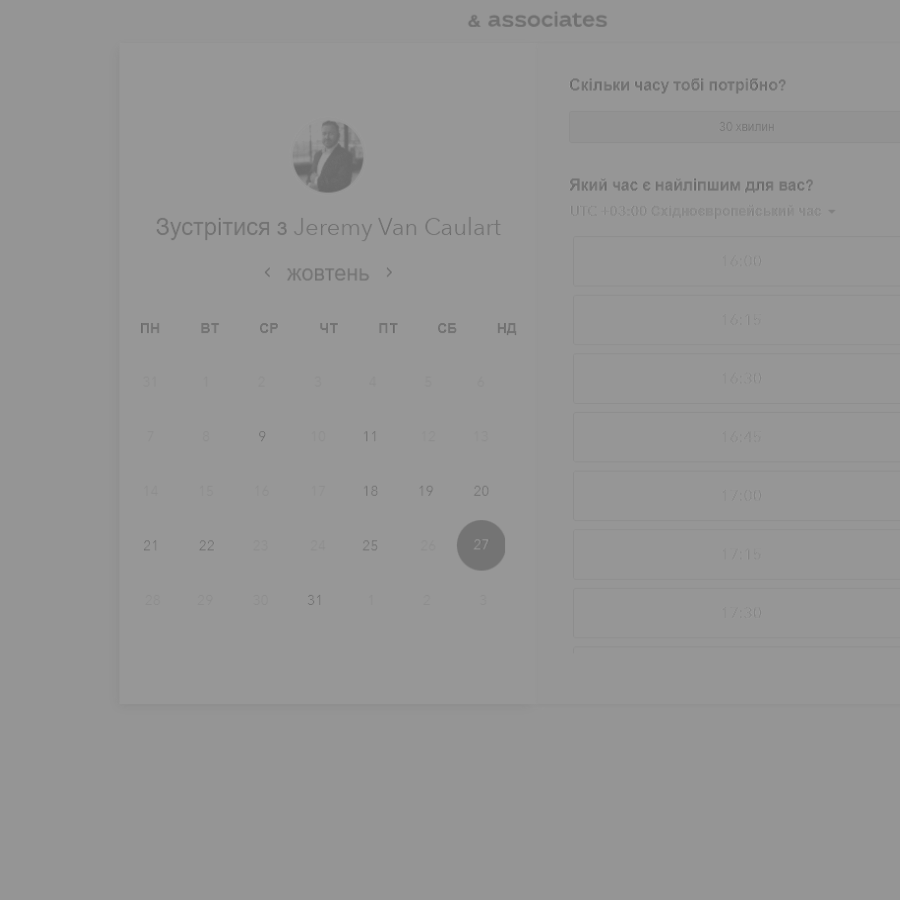 & associates
Зустрітися з Jeremy Van Caulart
жовтень
ПН ВТ СР ЧТ ПТ СБ НД
31 1 2 3 4 5 6
7 8 9 10 11 12 13
14 15 16 17 18 19 20
21 22 23 24 25 26 27
28 29 30 31 1 2 3
Скільки часу тобі потрібно?
30 хвилин
Який час є найліпшим для вас?
UTC +03:00 Східноєвропейський час
16:00
16:15
16:30
16:45
17:00
17:15
17:30